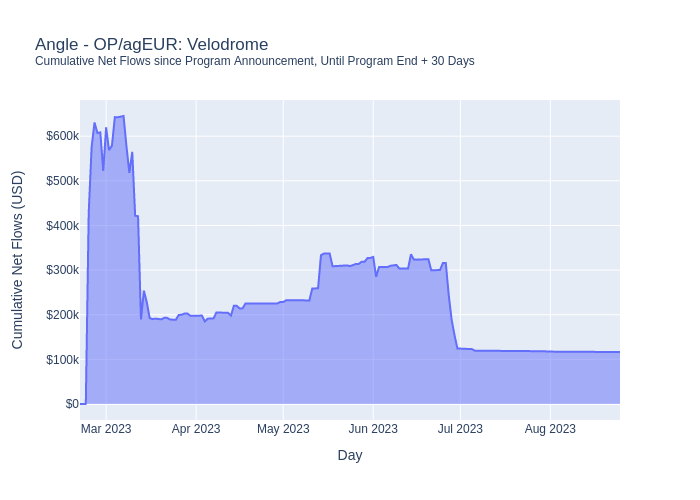 Angle - OP/agEUR: Velodrome
Cumulative Net Flows since Program Announcement, Until Program End + 30 Days
Cumulative Net Flows (USD)
$600k
$500k
$400k
$300k
$200k
$100k
$0
Mar 2023 Apr 2023 May 2023 Jun 2023 Jul 2023 Aug 2023
Day